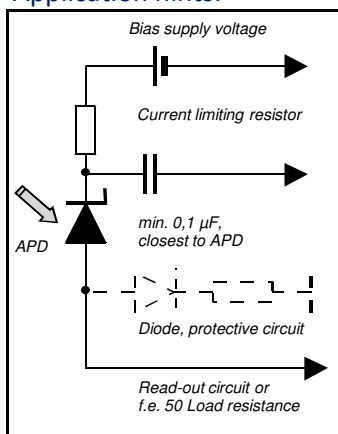 Application hints:
Bias supply voltage
Current limiting resistor
min. 0,1 µF,
closest to APD
APD
Diode, protective circuit
Read-out circuit or
f.e. 50 Load resistance